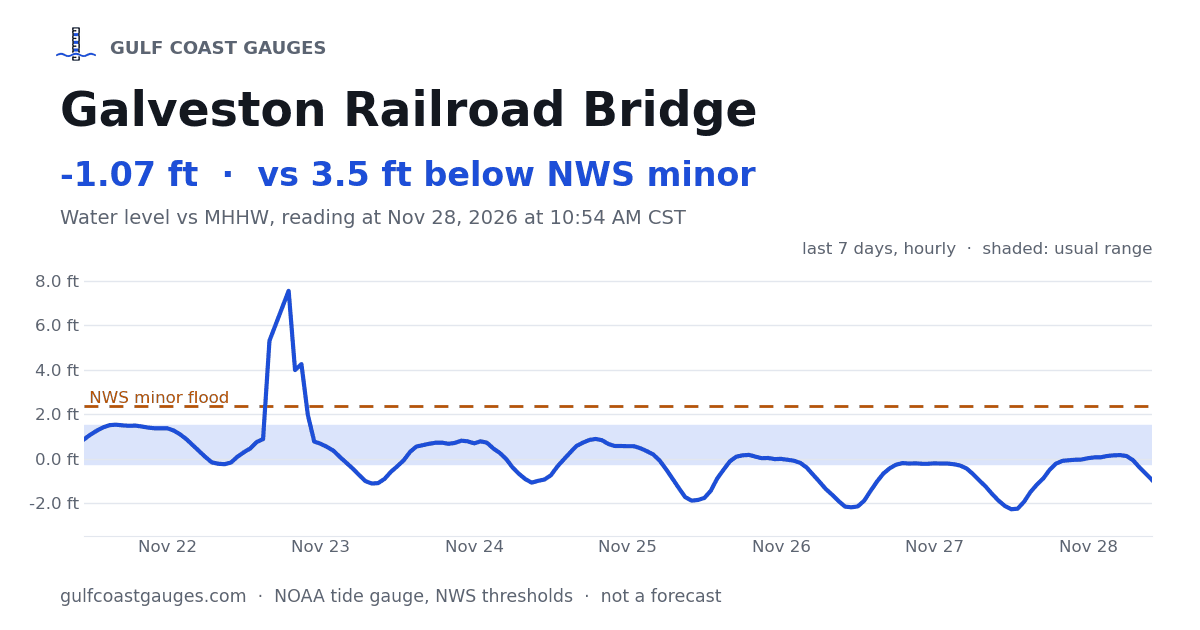 GULF COAST GAUGES
Galveston Railroad Bridge
-1.07 ft · vs 3.5 ft below NWS minor
Water level vs MHHW, reading at Nov 28, 2026 at 10:54 AM CST
last 7 days, hourly · shaded: usual range
8.0 ft
6.0 ft
4.0 ft
NWS minor flood
2.0 ft
0.0 ft
-2.0 ft
Nov 22 Nov 23 Nov 24 Nov 25 Nov 26 Nov 27 Nov 28
gulfcoastgauges.com · NOAA tide gauge, NWS thresholds · not a forecast